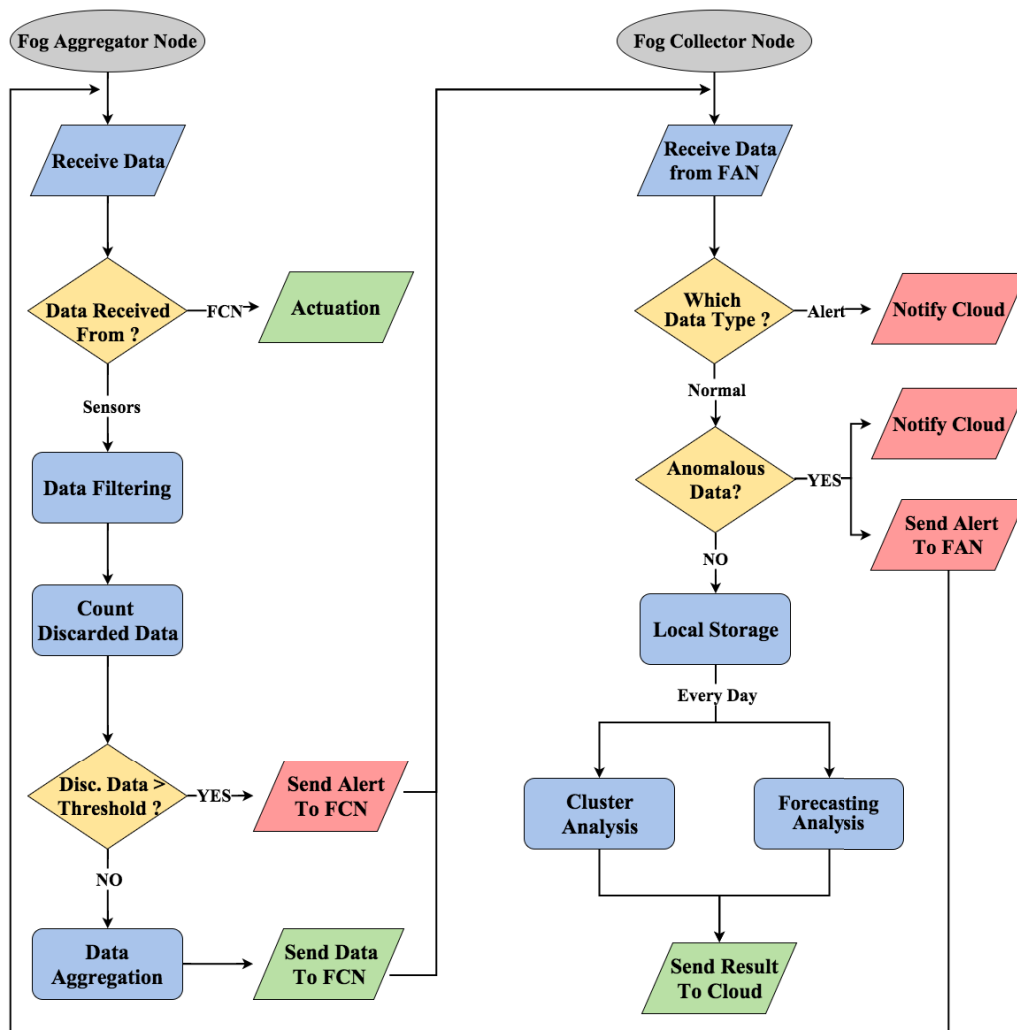 Fog Aggregator Node
Receive Data
Data Received
From ?
FCN
Actuation
Sensors
Data Filtering
Count
Discarded Data
Disc. Data >
Threshold ?
YES
Send Alert
To FCN
NO
Data
Aggregation
Send Data
To FCN
Fog Collector Node
Receive Data
from FAN
Which
Data Type ?
Alert
Notify Cloud
Normal
Anomalous
Data?
YES
Notify Cloud
Send Alert
To FAN
NO
Local Storage
Every Day
Cluster
Analysis
Forecasting
Analysis
Send Result
To Cloud